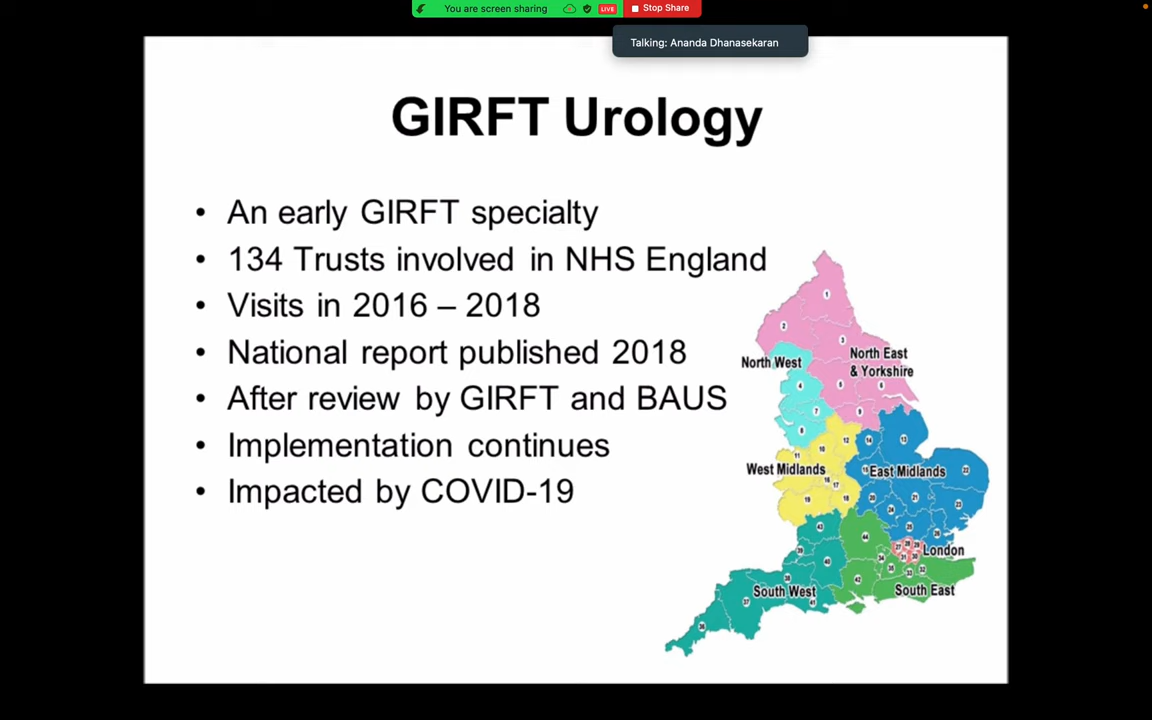 You are screen sharing
LIVE
Stop Share
Talking: Ananda Dhanasekaran
GIRFT Urology
• An early GIRFT specialty
• 134 Trusts involved in NHS England
• Visits in 2016 – 2018
• National report published 2018
• After review by GIRFT and BAUS
• Implementation continues
• Impacted by COVID-19
North West
North East
& Yorkshire
West Midlands
East Midlands
London
South West
South East